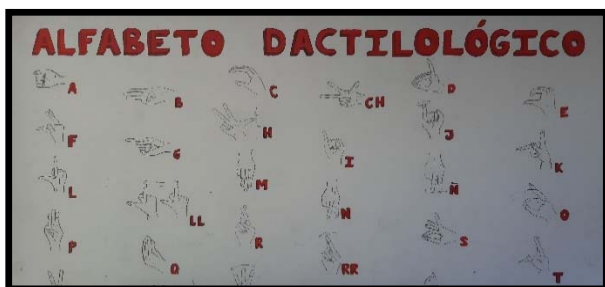 ALFABETO DACTILOLÓGICO
A B C CH D E
F G H I J K
L LL M N Ñ O
P Q R RR S T